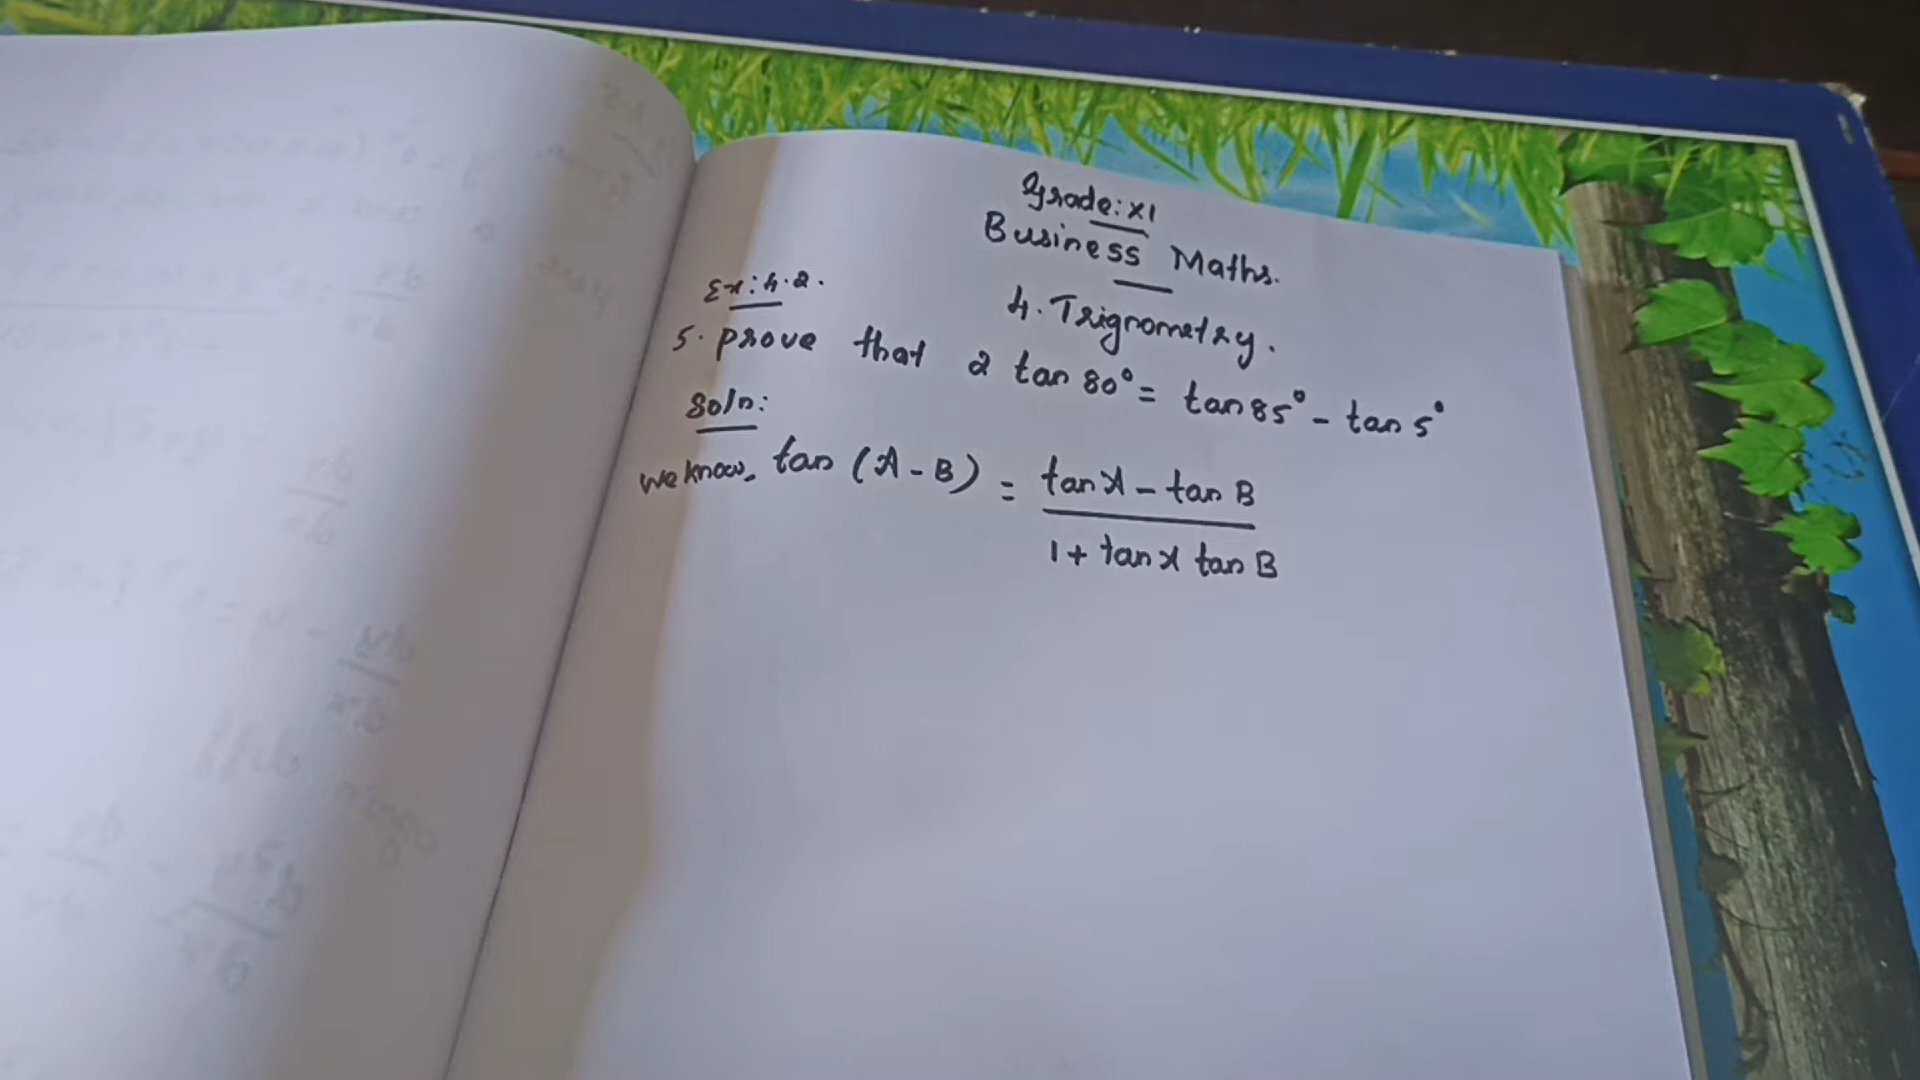 Grade: XI
Business Maths.
Ex: 4.2.
4. Trignometry.
5. prove that 2 tan 80° = tan 85° - tan 5°
Soln:
we know, tan (A - B) = tan A - tan B
1 + tan A tan B